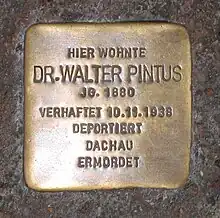 HIER WOHNTE
DR. WALTER PINTUS
JG. 1880
VERHAFTET 10.11.1938
DEPORTIERT
DACHAU
ERMORDET